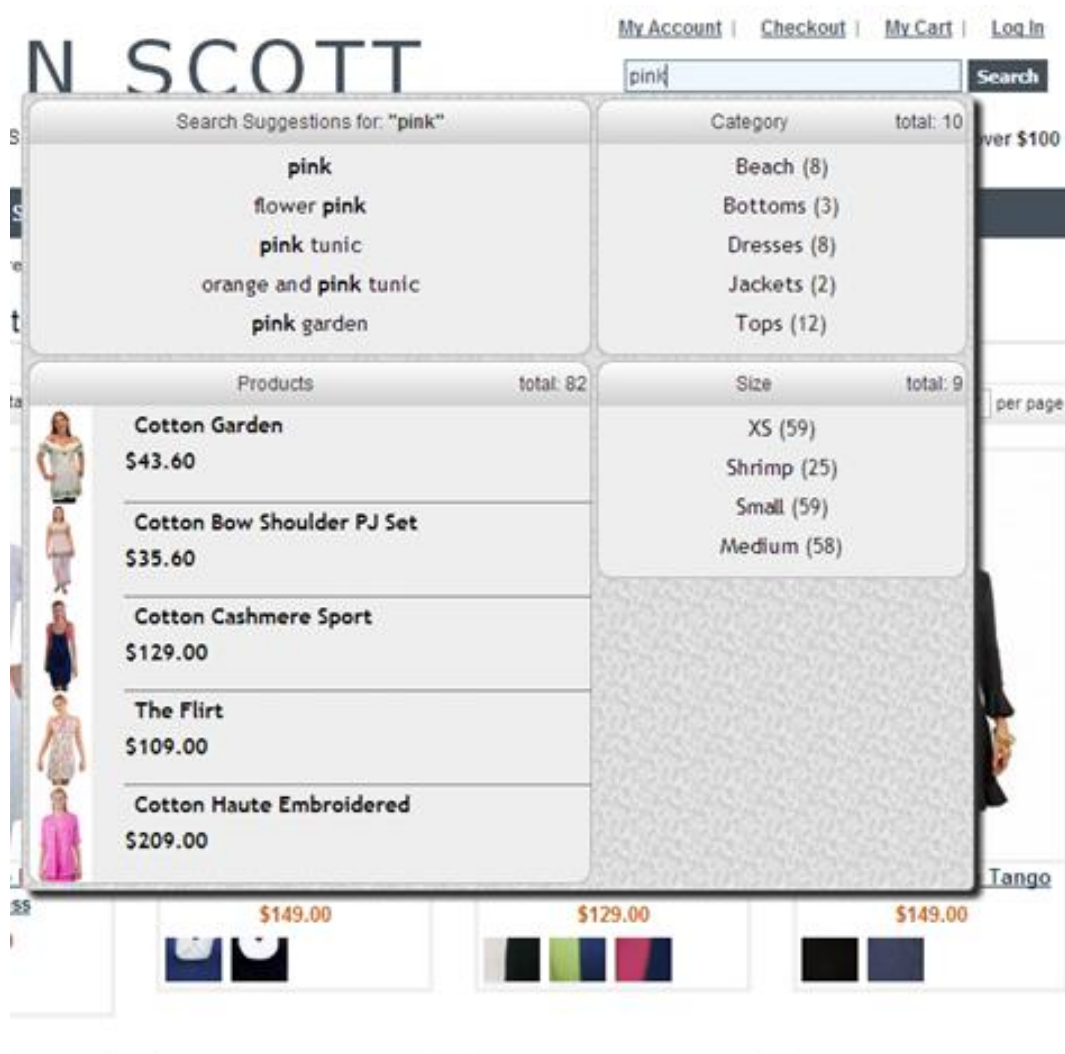 My Account | Checkout | My Cart | Log In
N SCOTT
pink Search
Search Suggestions for: "pink"
pink
flower pink
pink tunic
orange and pink tunic
pink garden
Category total: 10
Beach (8)
Bottoms (3)
Dresses (8)
Jackets (2)
Tops (12)
over $100
Products total: 82
Cotton Garden
$43.60
Cotton Bow Shoulder PJ Set
$35.60
Cotton Cashmere Sport
$129.00
The Flirt
$109.00
Cotton Haute Embroidered
$209.00
Size total: 9
XS (59)
Shrimp (25)
Small (59)
Medium (58)
per page
Tango
$149.00 $129.00 $149.00